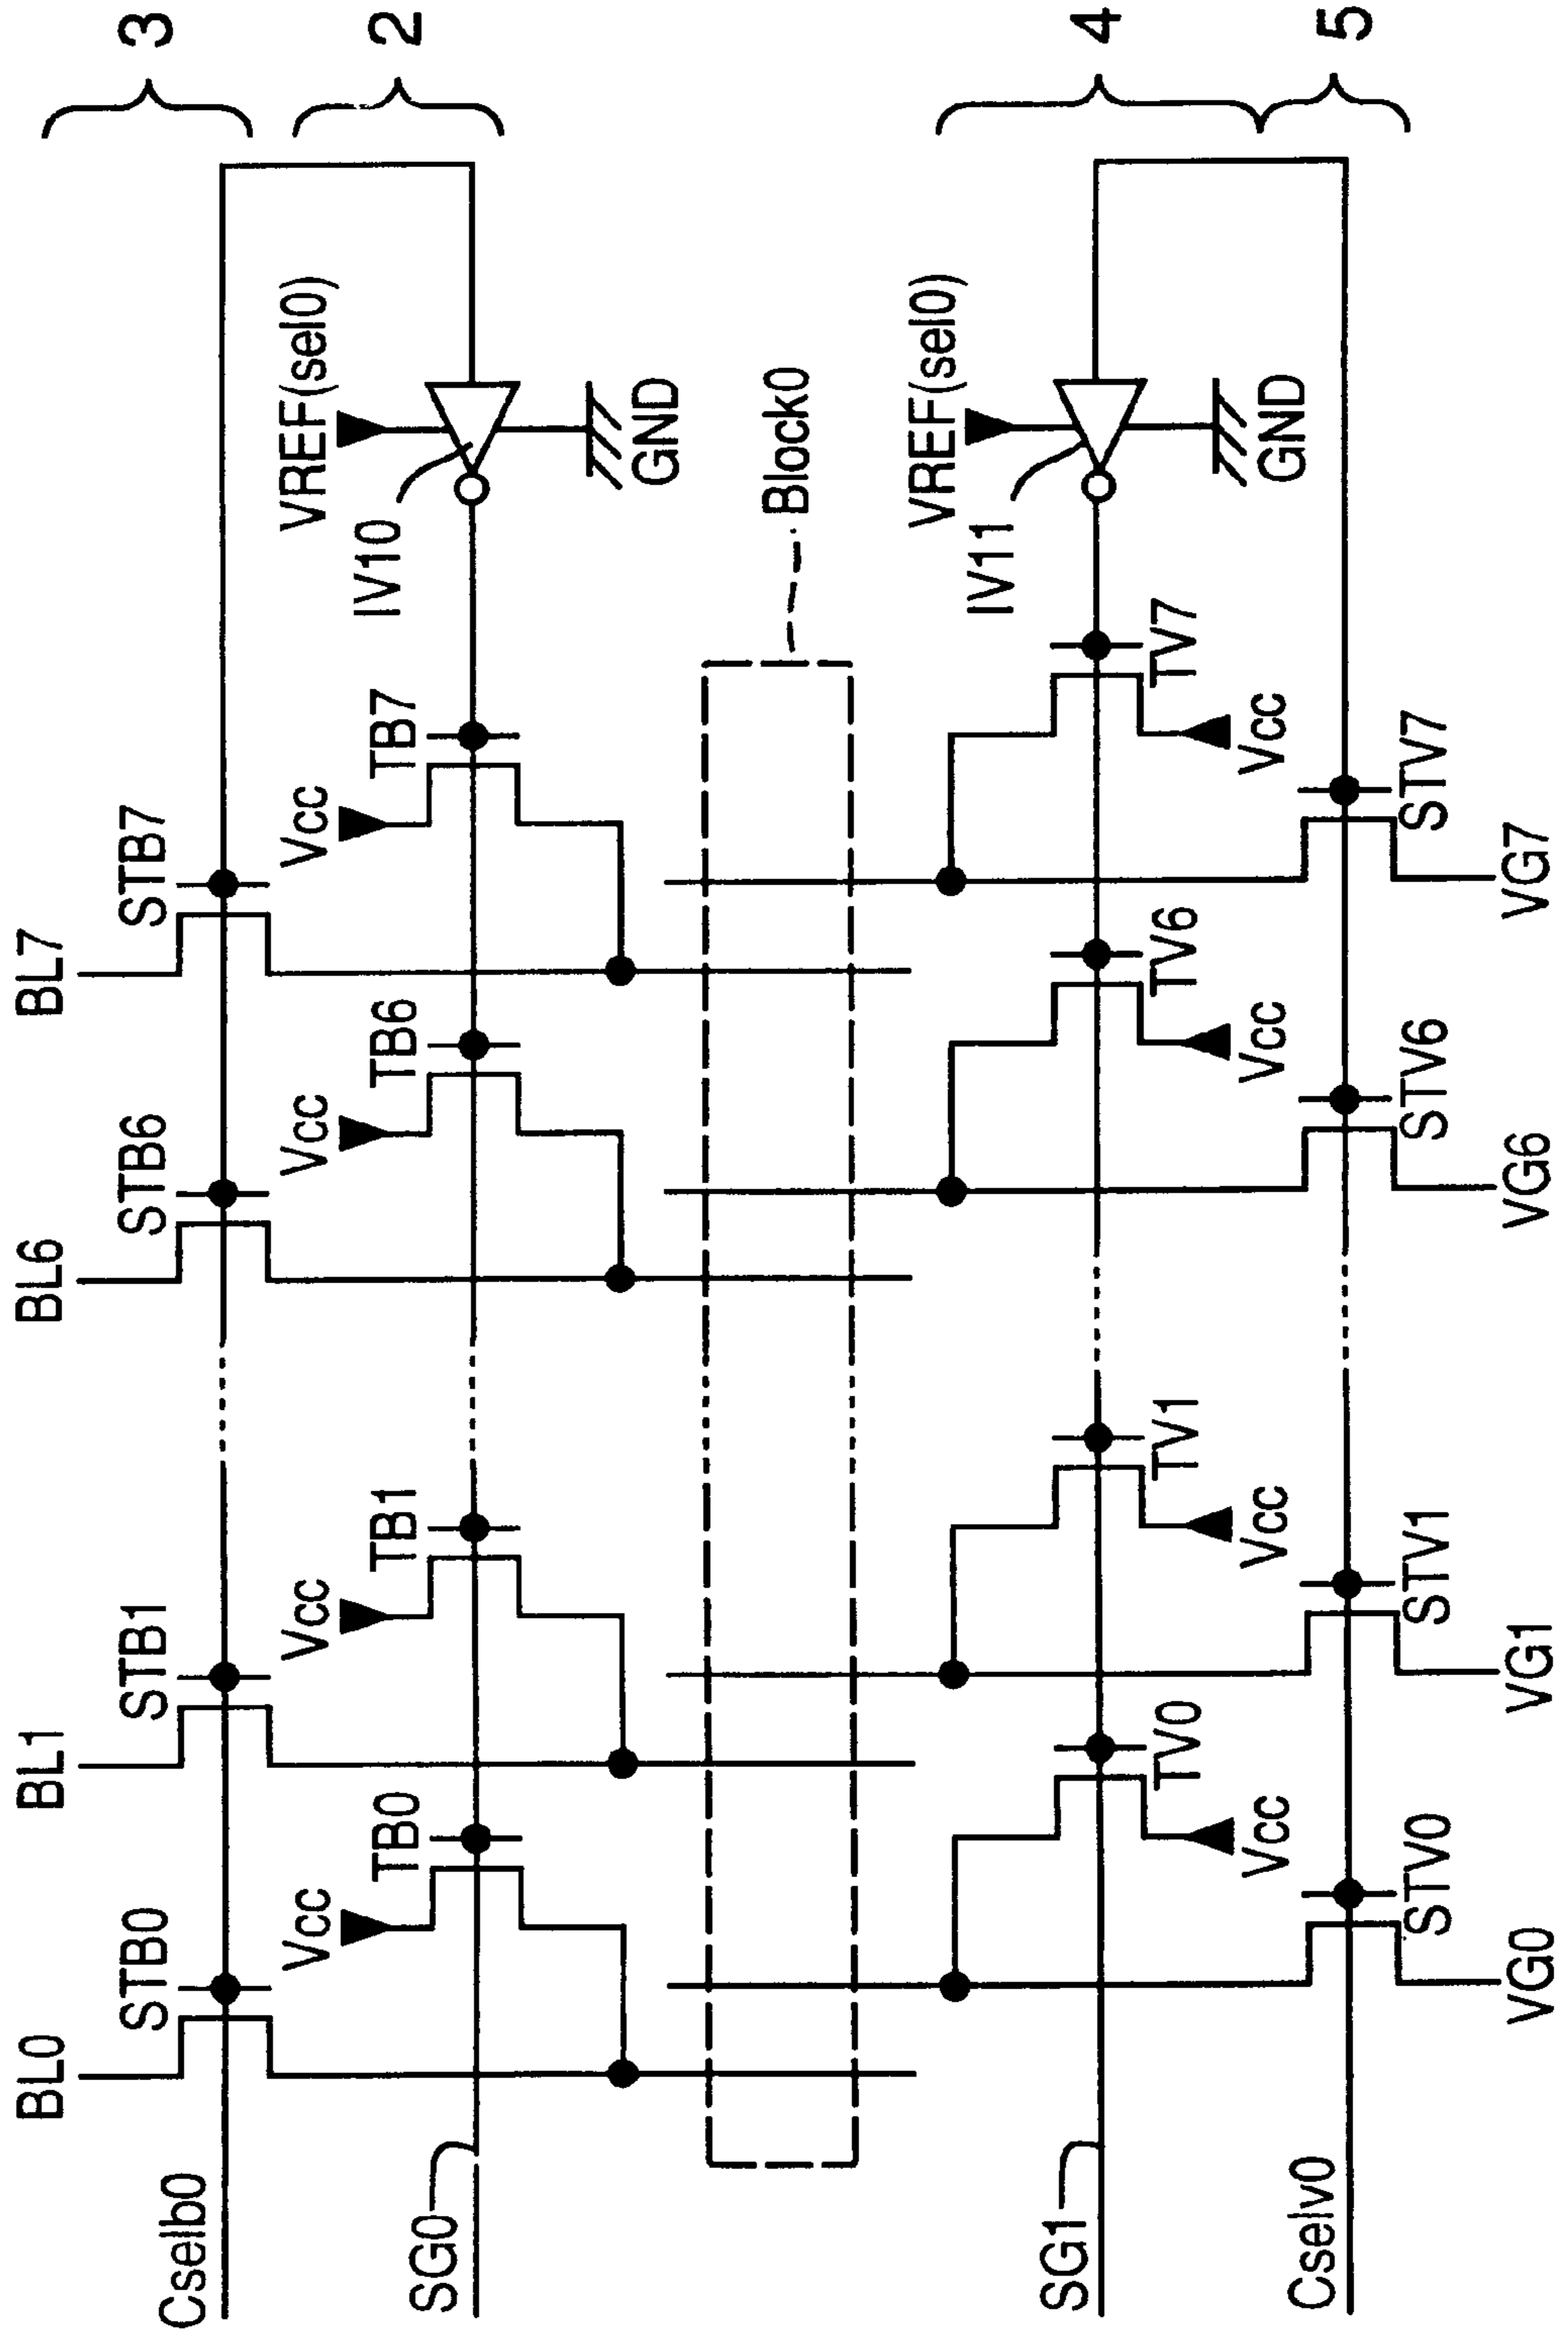 BL0 BL1 BL6 BL7
STB0 STB1 STB6 STB7 3
Cselb0
Vcc Vcc Vcc Vcc VREF(sel0)
TB0 TB1 TB6 TB7 IV10 2
SG0
GND
Block0
VREF(sel0)
IV11
SG1 4
TV0 TV1 TV6 TV7
Vcc Vcc Vcc Vcc GND
Cselv0 5
STV0 STV1 STV6 STV7
VG0 VG1 VG6 VG7